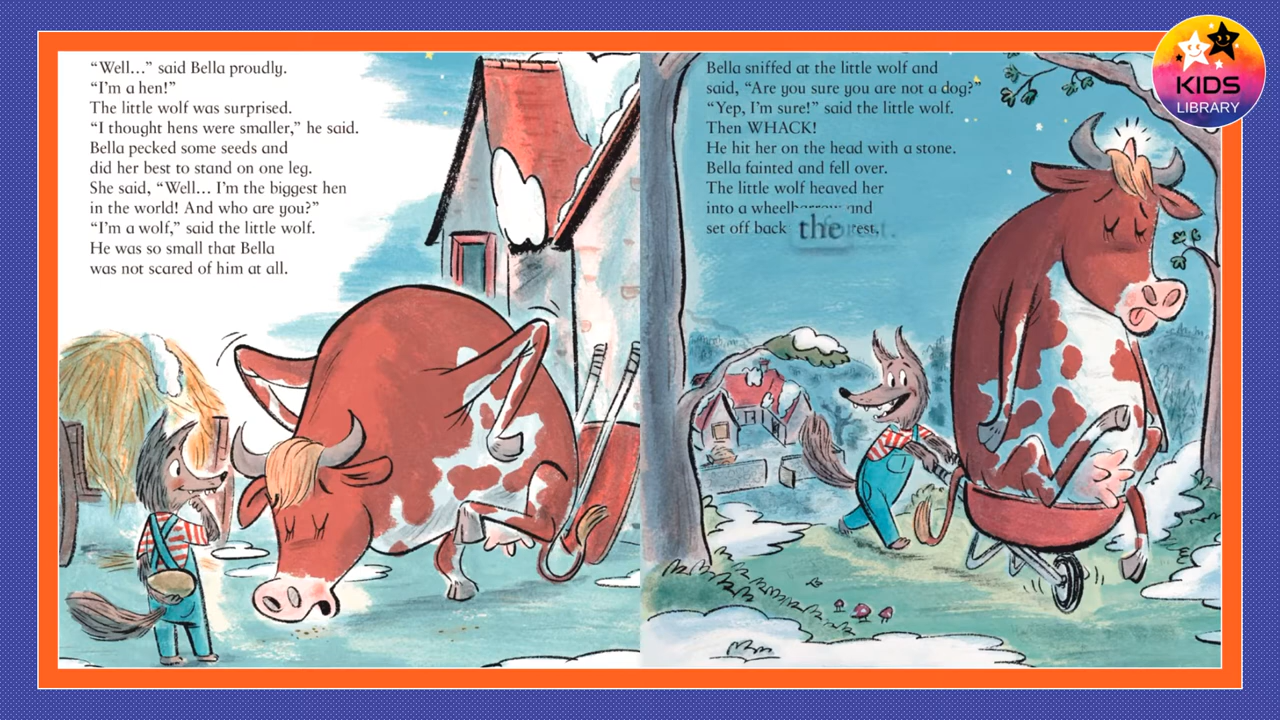 “Well…” said Bella proudly.
“I’m a hen!”
The little wolf was surprised.
“I thought hens were smaller,” he said.
Bella pecked some seeds and
did her best to stand on one leg.
She said, “Well… I’m the biggest hen
in the world! And who are you?”
“I’m a wolf,” said the little wolf.
He was so small that Bella
was not scared of him at all.
Bella sniffed at the little wolf and
said, “Are you sure you are not a dog?”
“Yep, I’m sure!” said the little wolf.
Then WHACK!
He hit her on the head with a stone.
Bella fainted and fell over.
The little wolf heaved her
into a wheelbarrow and
set off back the
KIDS
LIBRARY